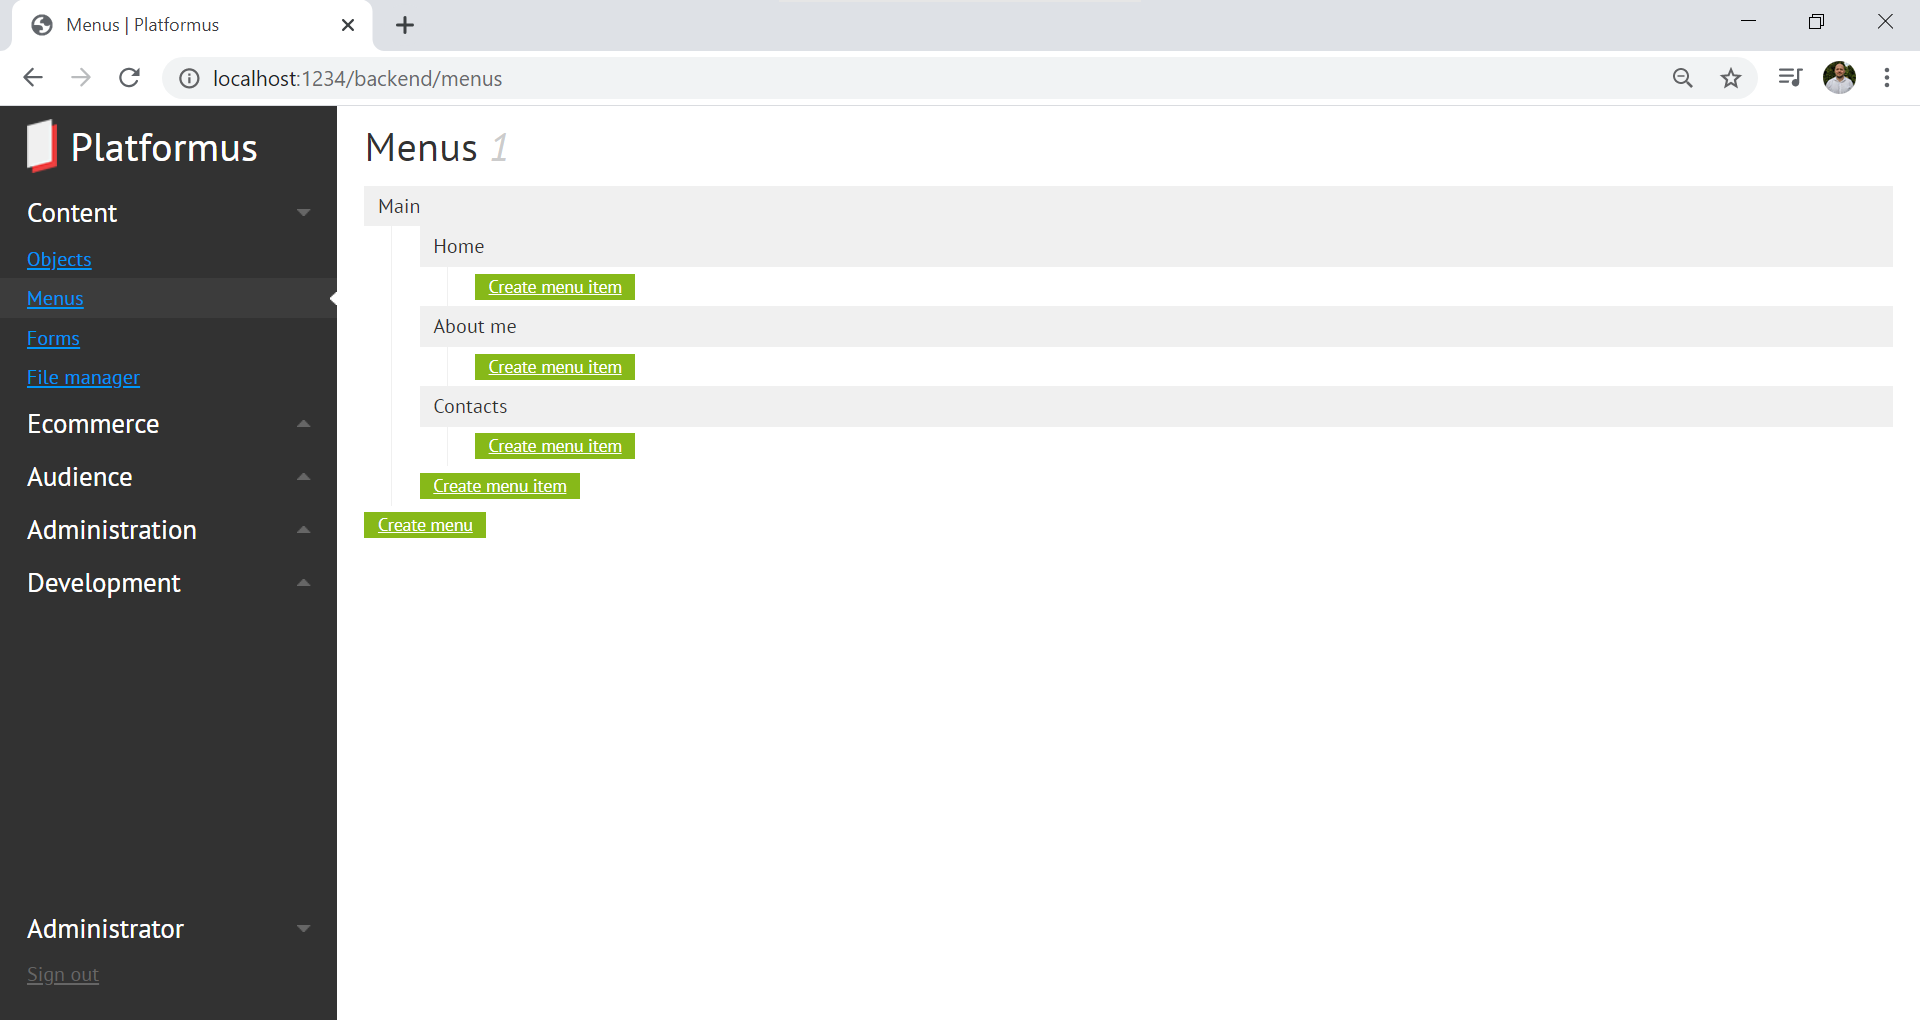 Menus | Platformus
localhost:1234/backend/menus
Platformus
Content
Objects
Menus
Forms
File manager
Ecommerce
Audience
Administration
Development
Administrator
Sign out
Menus 1
Main
Home
Create menu item
About me
Create menu item
Contacts
Create menu item
Create menu item
Create menu